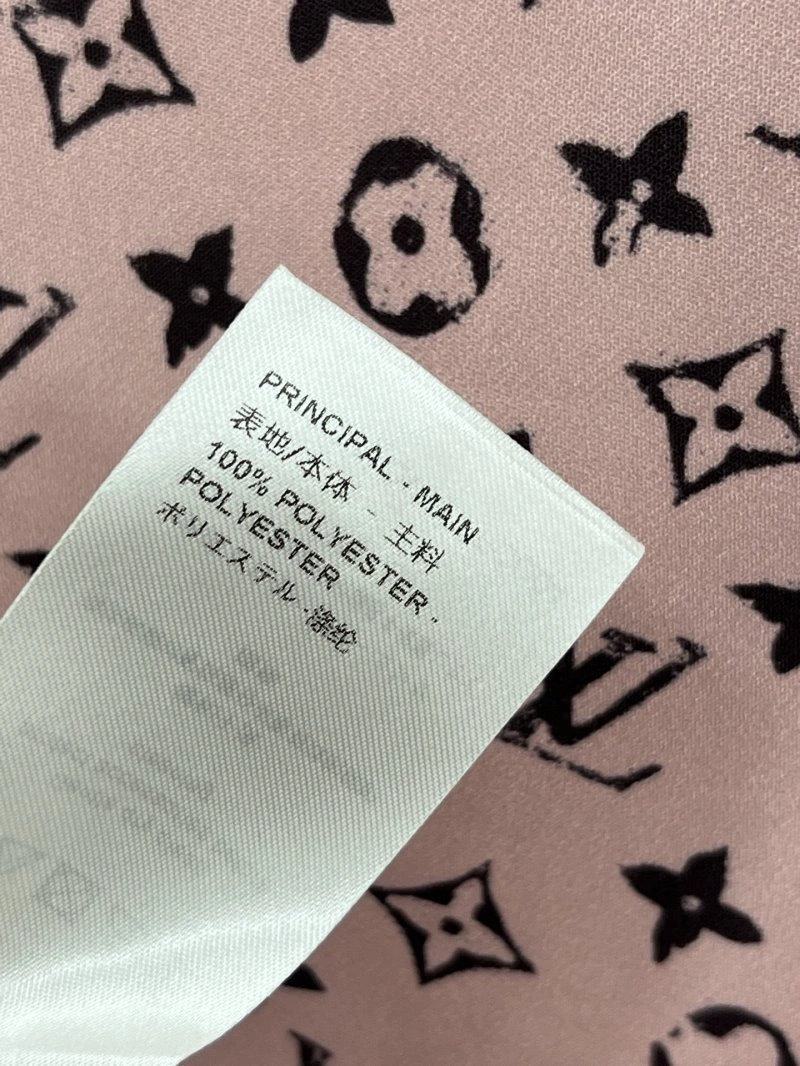 PRINCIPAL - MAIN
表地/本体 - 主料
100% POLYESTER -
POLYESTER
ポリエステル - 涤纶
LV